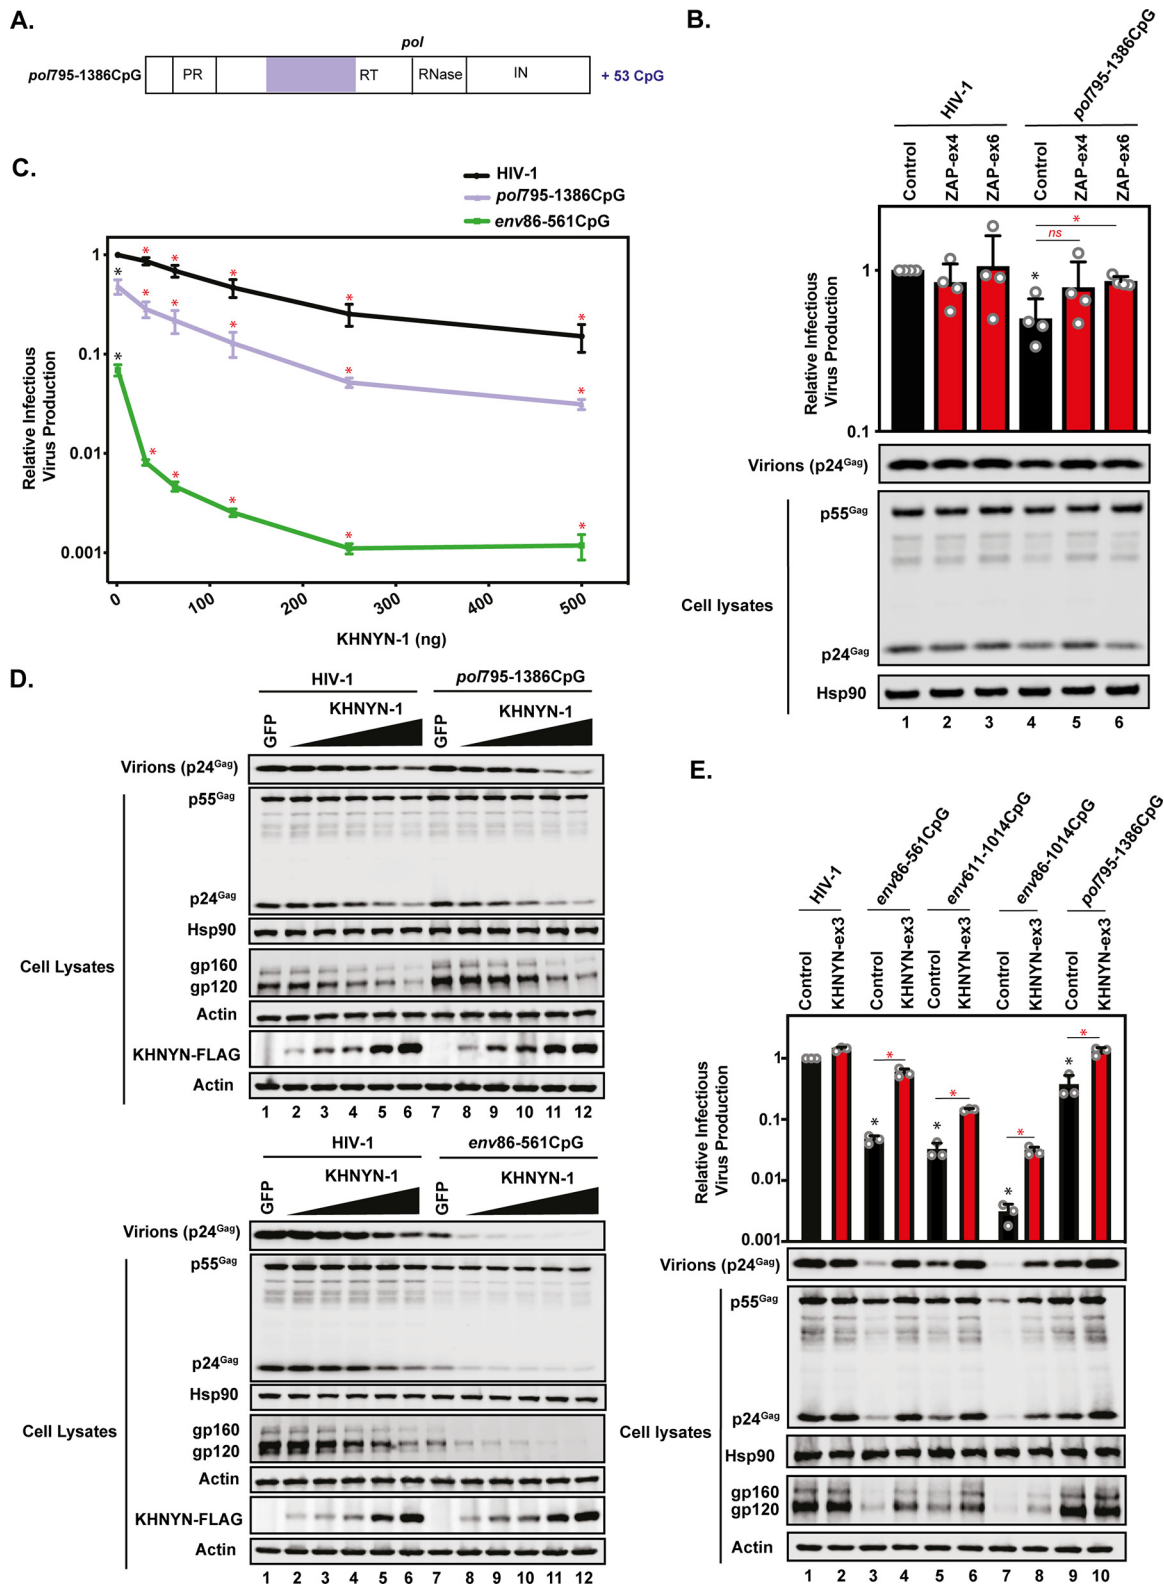 A.
pol
pol795-1386CpG
PR
RT
RNase
IN
+ 53 CpG
B.
HIV-1
pol795-1386CpG
Control
ZAP-ex4
ZAP-ex6
Control
ZAP-ex4
ZAP-ex6
Relative Infectious
Virus Production
1
0.1
*
ns
*
Virions (p24Gag)
p55Gag
Cell lysates
p24Gag
Hsp90
1 2 3 4 5 6
C.
HIV-1
pol795-1386CpG
env86-561CpG
Relative Infectious
Virus Production
1
0.1
0.01
0.001
* * * * *
* * * * * *
* * * * * *
0 100 200 300 400 500
KHNYN-1 (ng)
D.
HIV-1
pol795-1386CpG
GFP
KHNYN-1
GFP
KHNYN-1
Virions (p24Gag)
p55Gag
p24Gag
Hsp90
Cell Lysates
gp160
gp120
Actin
KHNYN-FLAG
Actin
1 2 3 4 5 6 7 8 9 10 11 12
HIV-1
env86-561CpG
GFP
KHNYN-1
GFP
KHNYN-1
Virions (p24Gag)
p55Gag
p24Gag
Hsp90
Cell Lysates
gp160
gp120
Actin
KHNYN-FLAG
Actin
1 2 3 4 5 6 7 8 9 10 11 12
E.
HIV-1
env86-561CpG
env611-1014CpG
env86-1014CpG
pol795-1386CpG
Control
KHNYN-ex3
Control
KHNYN-ex3
Control
KHNYN-ex3
Control
KHNYN-ex3
Control
KHNYN-ex3
Relative Infectious
Virus Production
1
0.1
0.01
0.001
* * * * * * * *
Virions (p24Gag)
p55Gag
p24Gag
Cell lysates
Hsp90
gp160
gp120
Actin
1 2 3 4 5 6 7 8 9 10